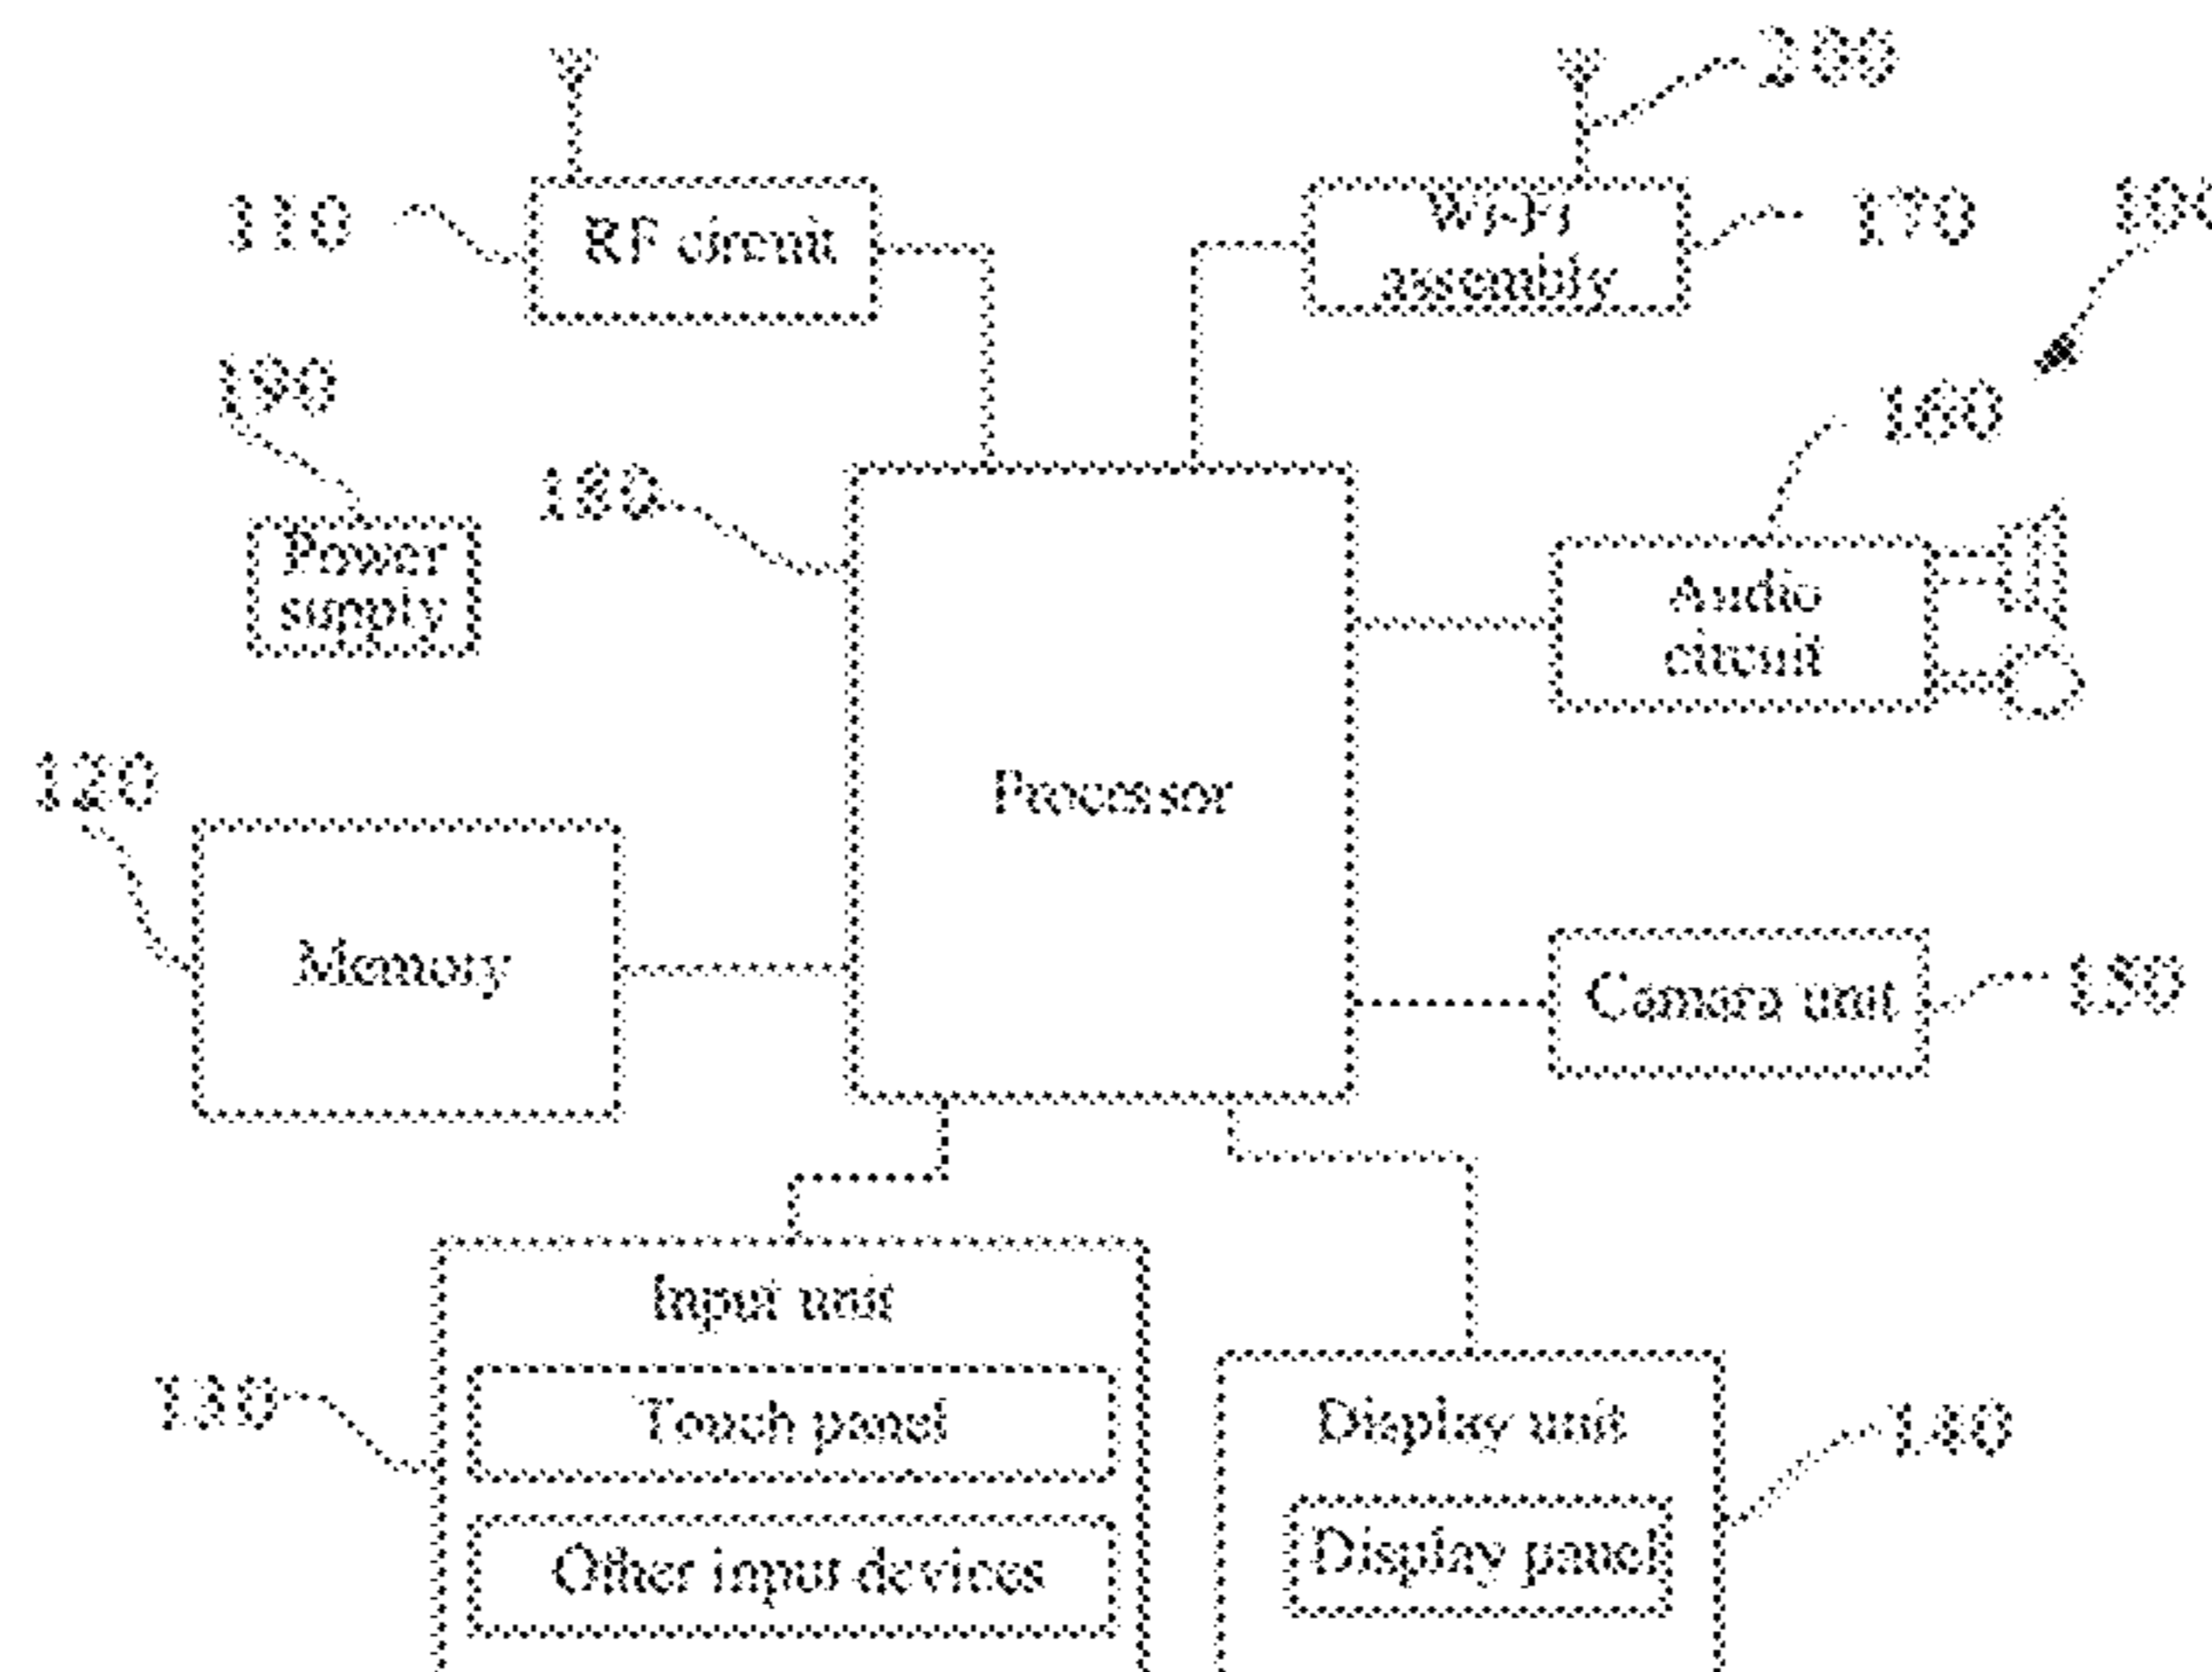 110
RF circuit
Wi-Fi
assembly
170
190
160
180
Power
supply
Audio
circuit
Processor
120
Memory
Camera unit
150
Input unit
130
Touch panel
Display unit
140
Other input devices
Display panel